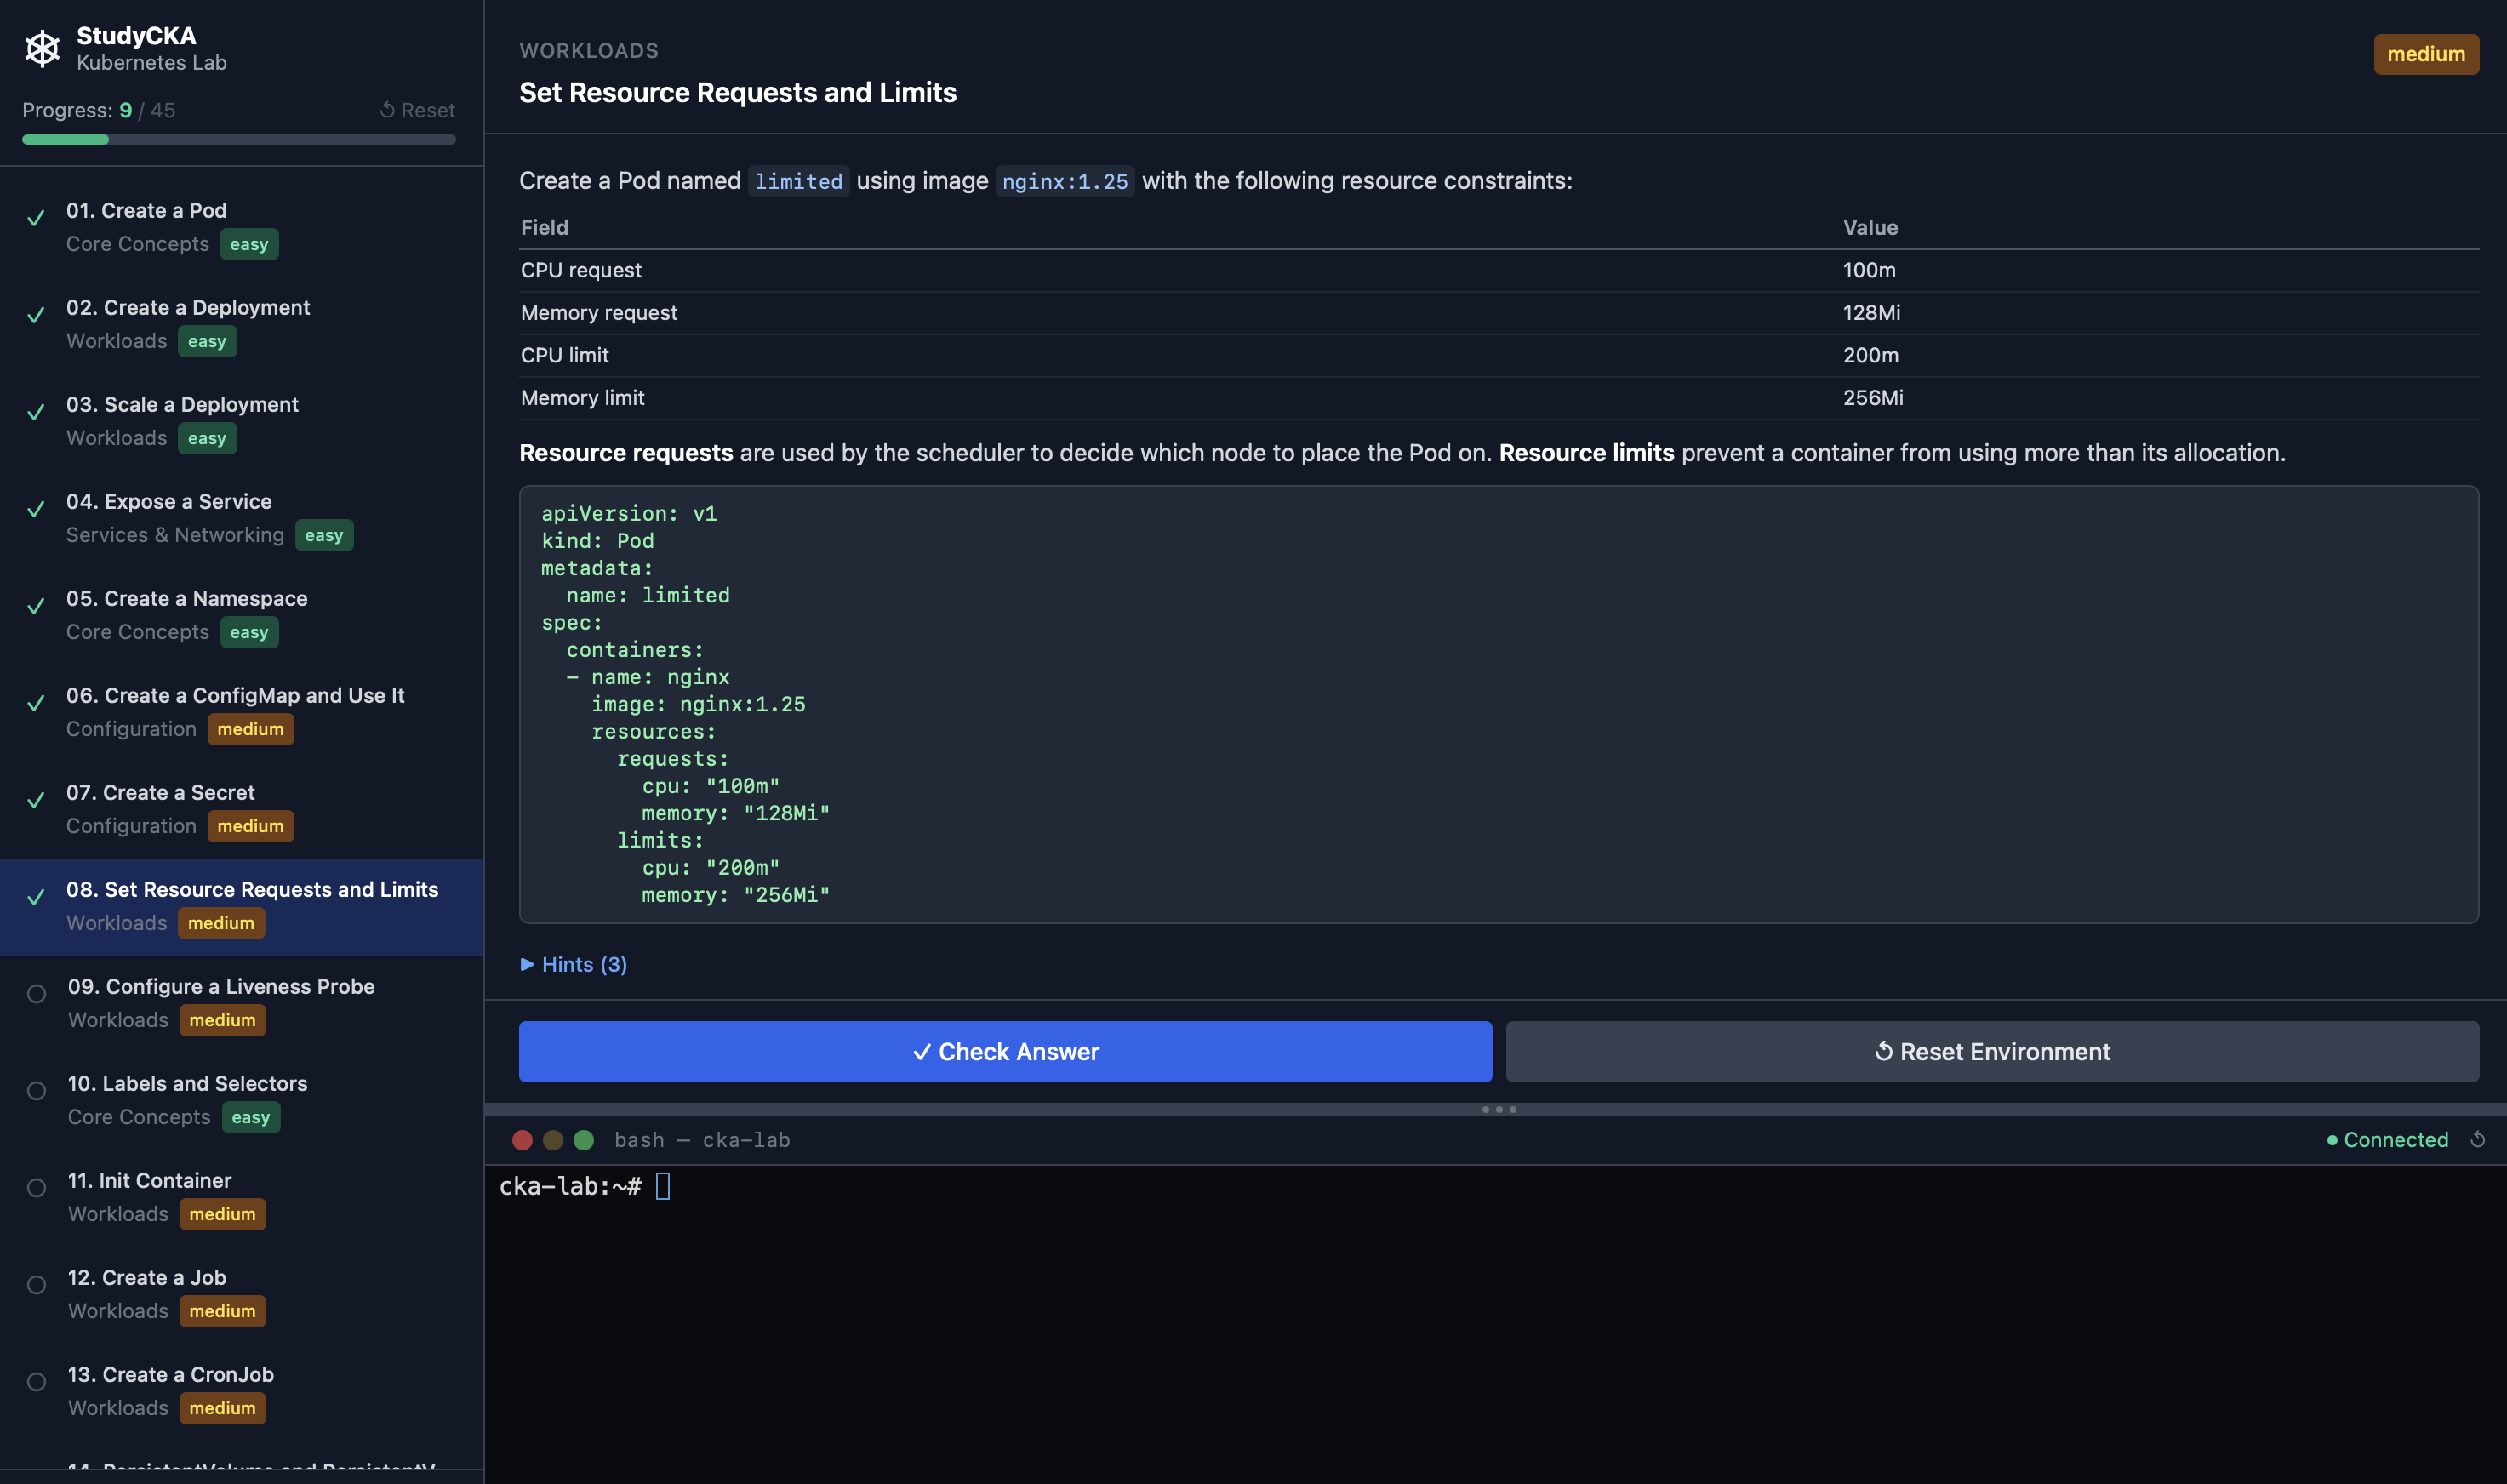 StudyCKA
Kubernetes Lab
Progress: 9 / 45
Reset
01. Create a Pod
Core Concepts easy
02. Create a Deployment
Workloads easy
03. Scale a Deployment
Workloads easy
04. Expose a Service
Services & Networking easy
05. Create a Namespace
Core Concepts easy
06. Create a ConfigMap and Use It
Configuration medium
07. Create a Secret
Configuration medium
08. Set Resource Requests and Limits
Workloads medium
09. Configure a Liveness Probe
Workloads medium
10. Labels and Selectors
Core Concepts easy
11. Init Container
Workloads medium
12. Create a Job
Workloads medium
13. Create a CronJob
Workloads medium
14. PersistentVolume and PersistentV
WORKLOADS
medium
Set Resource Requests and Limits
Create a Pod named limited using image nginx:1.25 with the following resource constraints:
Field Value
CPU request 100m
Memory request 128Mi
CPU limit 200m
Memory limit 256Mi
Resource requests are used by the scheduler to decide which node to place the Pod on. Resource limits prevent a container from using more than its allocation.
apiVersion: v1
kind: Pod
metadata:
  name: limited
spec:
  containers:
  - name: nginx
    image: nginx:1.25
    resources:
      requests:
        cpu: "100m"
        memory: "128Mi"
      limits:
        cpu: "200m"
        memory: "256Mi"
Hints (3)
✓ Check Answer
Reset Environment
bash — cka-lab
Connected
cka-lab:~#